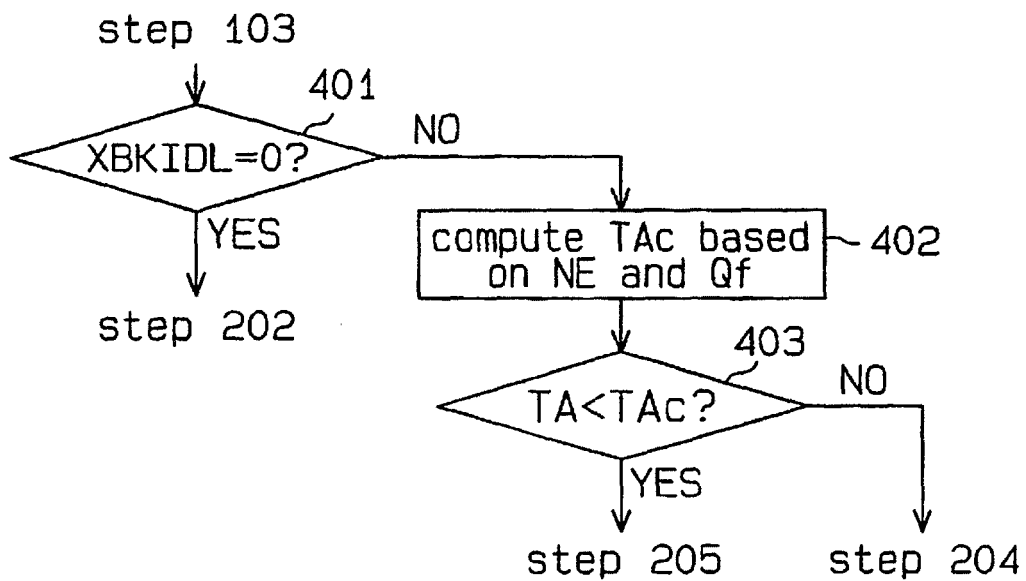 step 103
401
XBKIDL=0?
NO
YES
compute TAc based
on NE and Qf
402
step 202
403
TA<TAc?
NO
YES
step 205
step 204